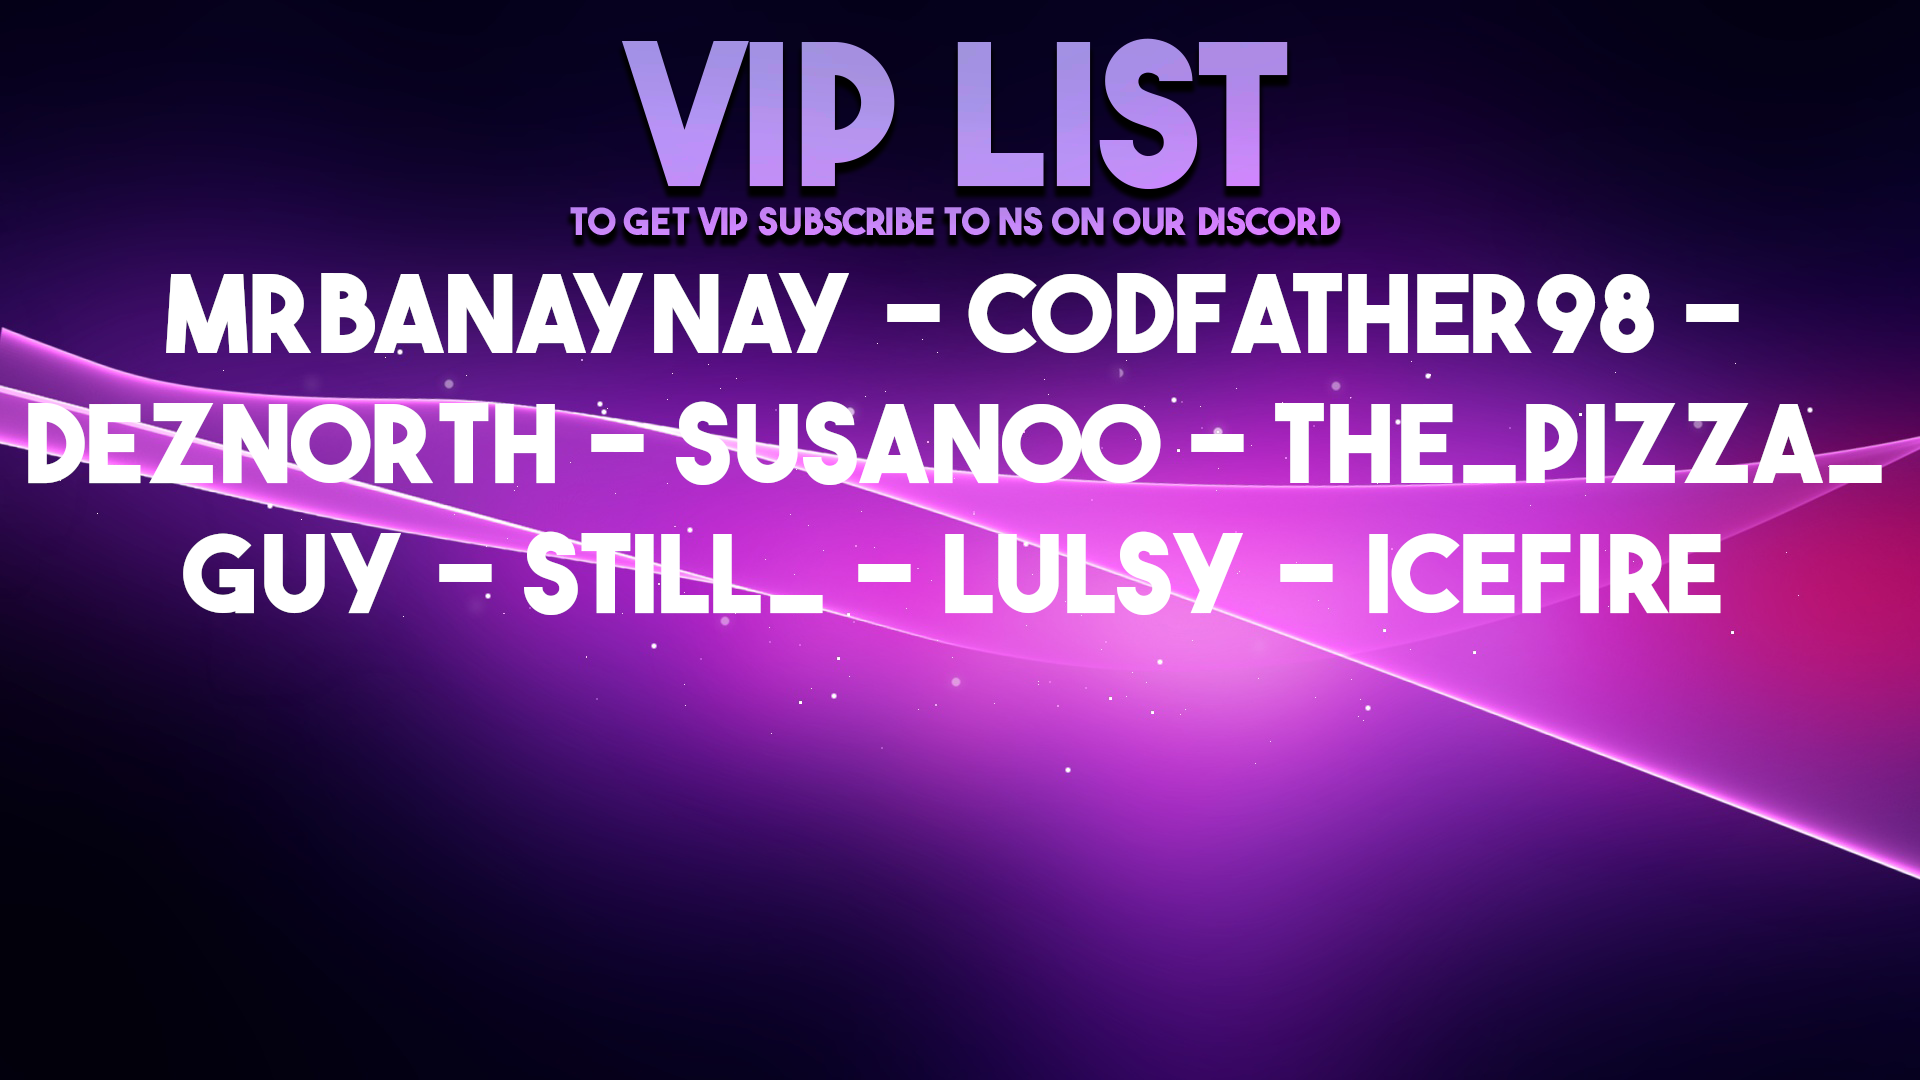 VIP LIST
TO GET VIP SUBSCRIBE TO NS ON OUR DISCORD
MRBANAYNAY - CODFATHER98 -
DEZNORTH - SUSANOO - THE_PIZZA_
GUY - STILL_ - LULSY - ICEFIRE